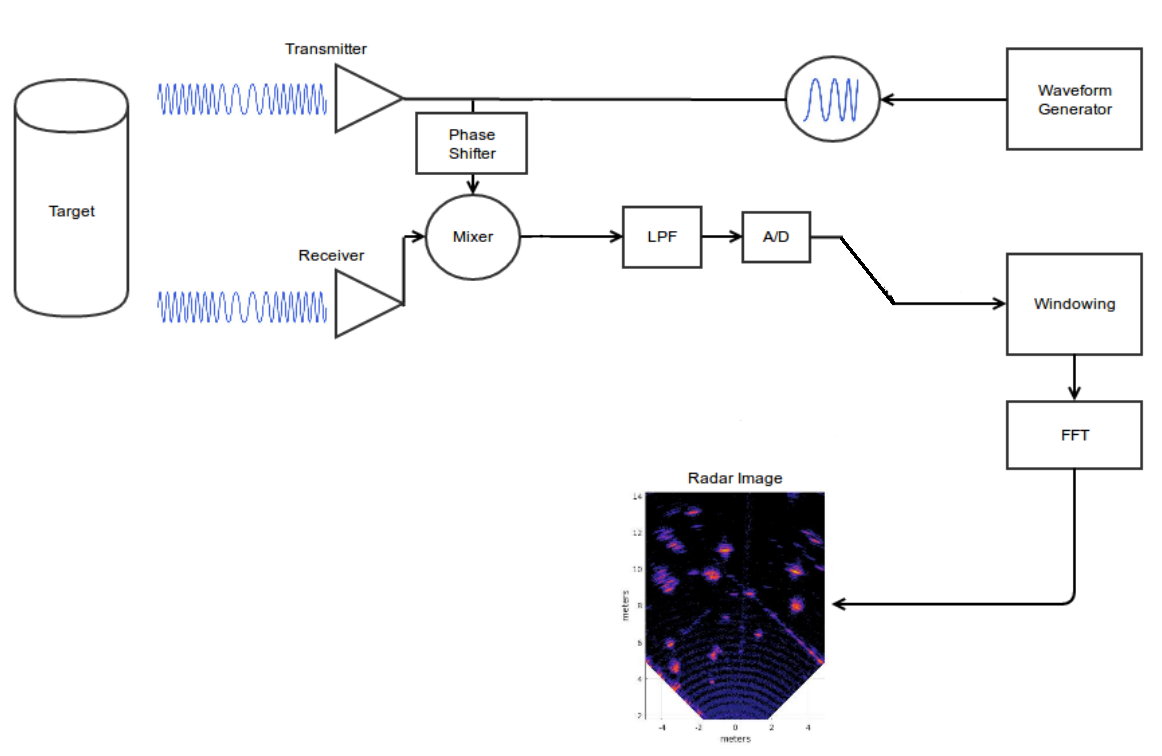 Transmitter
Waveform
Generator
Phase
Shifter
Target
Mixer
LPF
A/D
Receiver
Windowing
FFT
Radar Image
14
12
10
8
6
4
2
meters
-4
-2
0
2
4
meters